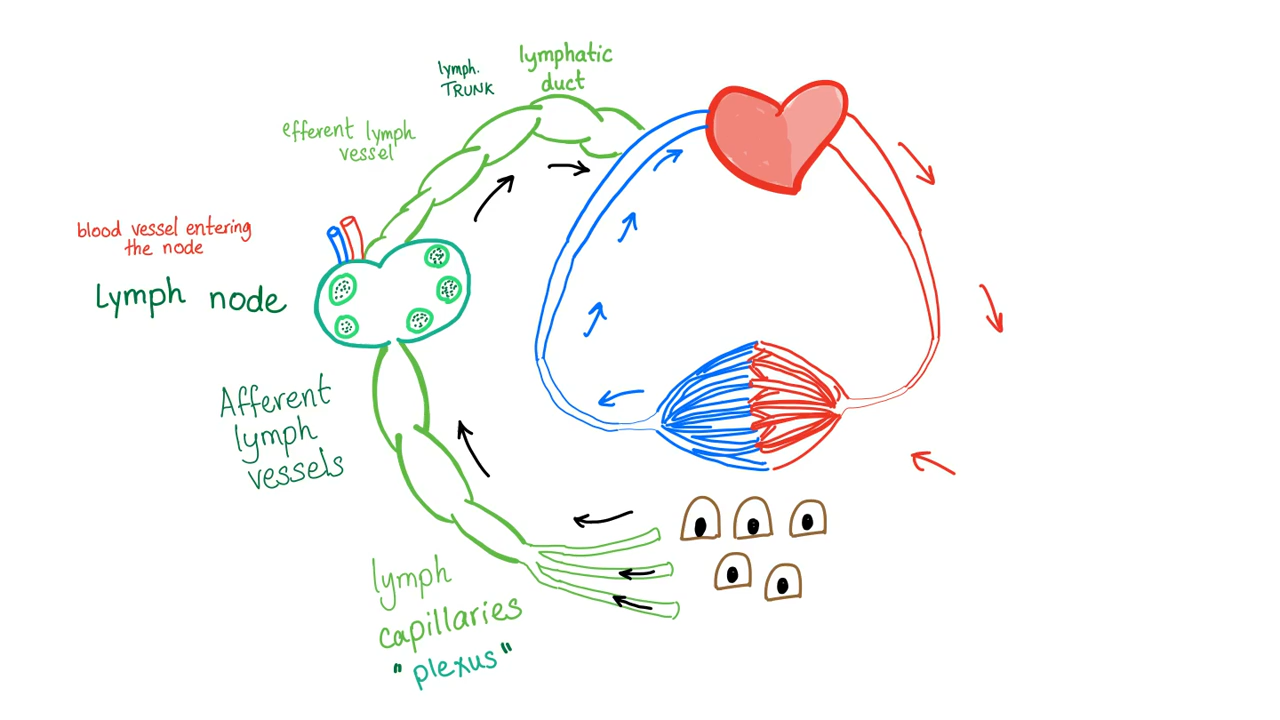 lymphatic
duct
lymph.
TRUNK
efferent lymph
vessel
blood vessel entering
the node
Lymph node
Afferent
lymph
vessels
lymph
capillaries
"plexus"